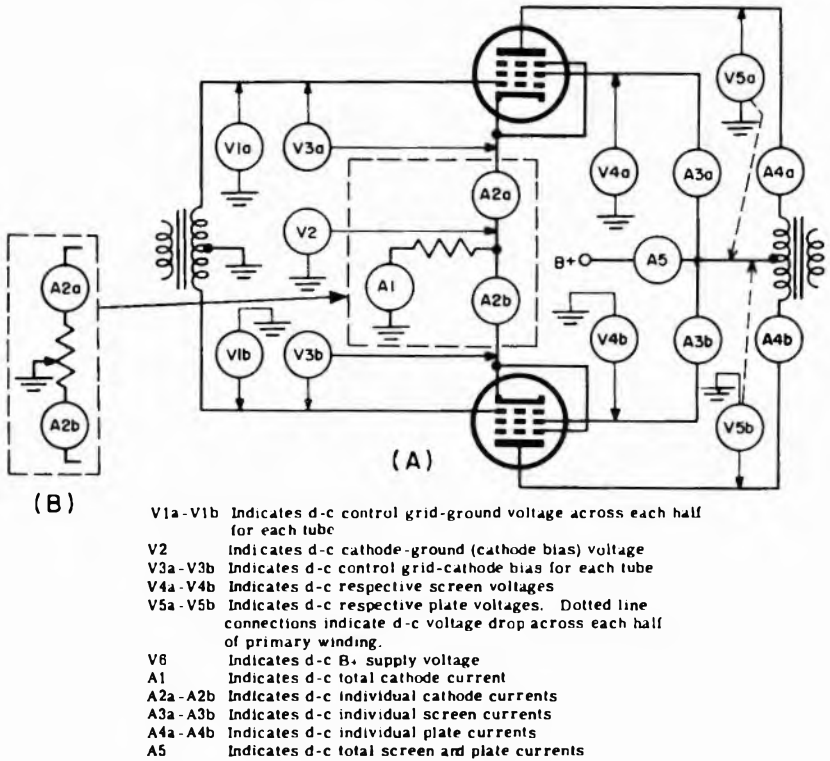 V5a
V1a
V3a
V4a
A3a
A4a
A2a
V2
B+
A5
A1
A2a
A2b
V1b
V3b
V4b
A3b
A4b
A2b
V5b
(A)
(B)
V1a-V1b Indicates d-c control grid-ground voltage across each half
for each tube
V2 Indicates d-c cathode-ground (cathode bias) voltage
V3a-V3b Indicates d-c control grid-cathode bias for each tube
V4a-V4b Indicates d-c respective screen voltages
V5a-V5b Indicates d-c respective plate voltages. Dotted line
connections indicate d-c voltage drop across each half
of primary winding.
V6 Indicates d-c B+ supply voltage
A1 Indicates d-c total cathode current
A2a-A2b Indicates d-c individual cathode currents
A3a-A3b Indicates d-c individual screen currents
A4a-A4b Indicates d-c individual plate currents
A5 Indicates d-c total screen and plate currents